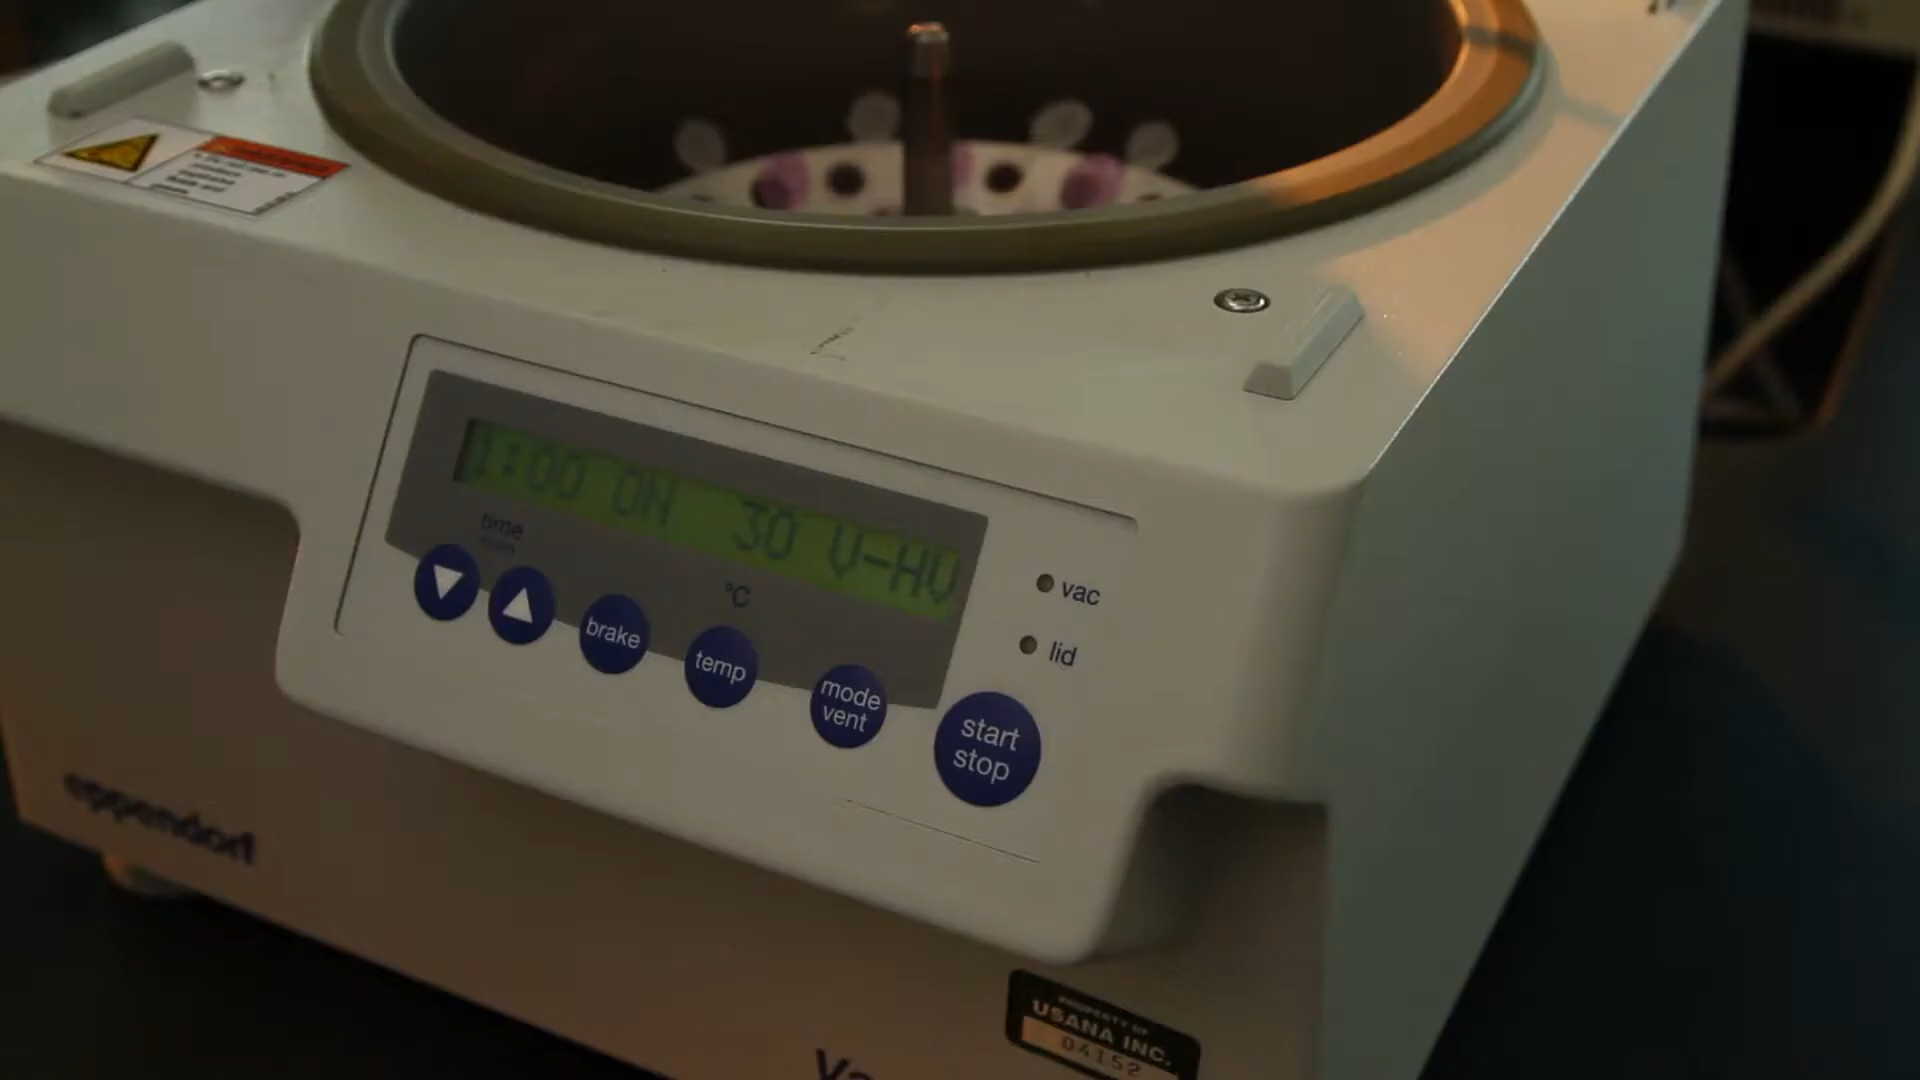 1:00 ON 30 V-HV
time
°C
brake
temp
mode
vent
start
stop
vac
lid
eppendorf
PROPERTY OF
USANA INC.
04152